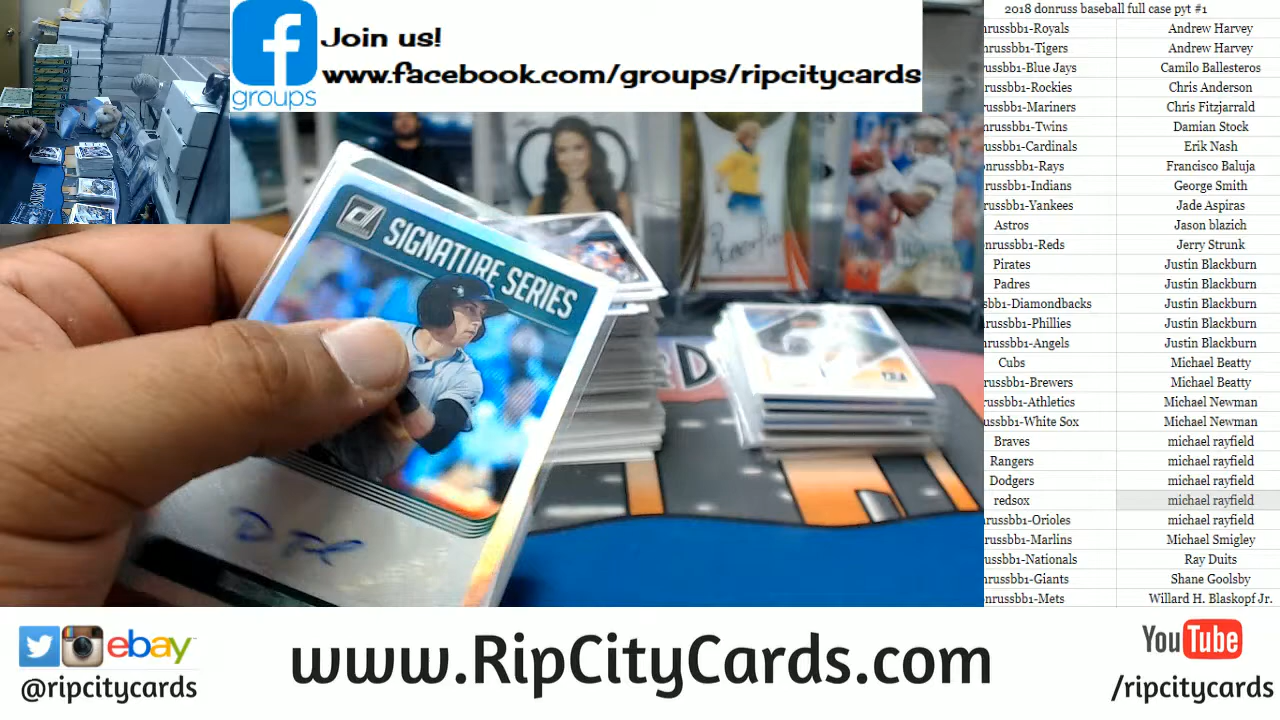 Join us!
www.facebook.com/groups/ripcitycards
groups
2018 donruss baseball full case pyt #1
nrussbb1-Royals Andrew Harvey
russbb1-Tigers Andrew Harvey
ussbb1-Blue Jays Camilo Ballesteros
russbb1-Rockies Chris Anderson
russbb1-Mariners Chris Fitzjarrald
russbb1-Twins Damian Stock
ussbb1-Cardinals Erik Nash
nrussbb1-Rays Francisco Baluja
russbb1-Indians George Smith
russbb1-Yankees Jade Aspiras
Astros Jason blazich
onrussbb1-Reds Jerry Strunk
Pirates Justin Blackburn
Padres Justin Blackburn
sbb1-Diamondbacks Justin Blackburn
russbb1-Phillies Justin Blackburn
russbb1-Angels Justin Blackburn
Cubs Michael Beatty
russbb1-Brewers Michael Beatty
russbb1-Athletics Michael Newman
ussbb1-White Sox Michael Newman
Braves michael rayfield
Rangers michael rayfield
Dodgers michael rayfield
redsox michael rayfield
nrussbb1-Orioles michael rayfield
russbb1-Marlins Michael Smigley
ussbb1-Nationals Ray Duits
nrussbb1-Giants Shane Goolsby
onrussbb1-Mets Willard H. Blaskopf Jr.
SIGNATURE SERIES
ebay
@ripcitycards
www.RipCityCards.com
YouTube
/ripcitycards